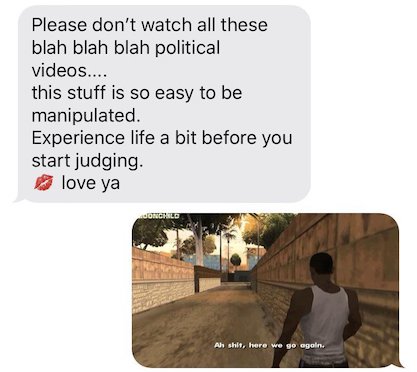 Please don't watch all these
blah blah blah political
videos....
this stuff is so easy to be
manipulated.
Experience life a bit before you
start judging.
💋 love ya
Ah shit, here we go again.